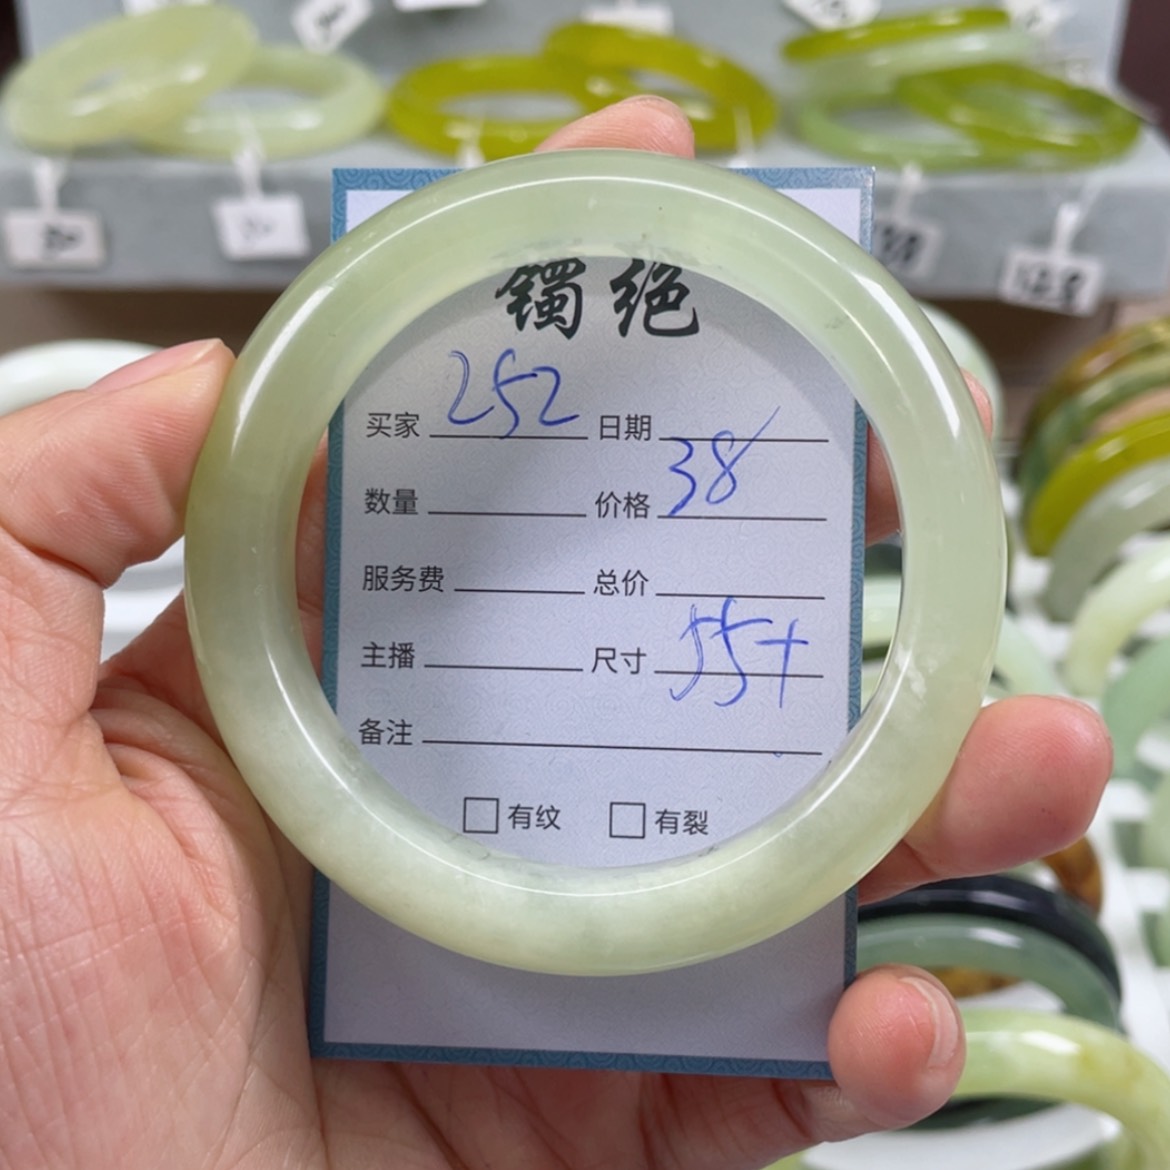 镯绝
买家 252 日期
数量 价格 38
服务费 总价
主播 尺寸 55+
备注
□ 有纹 □ 有裂
128